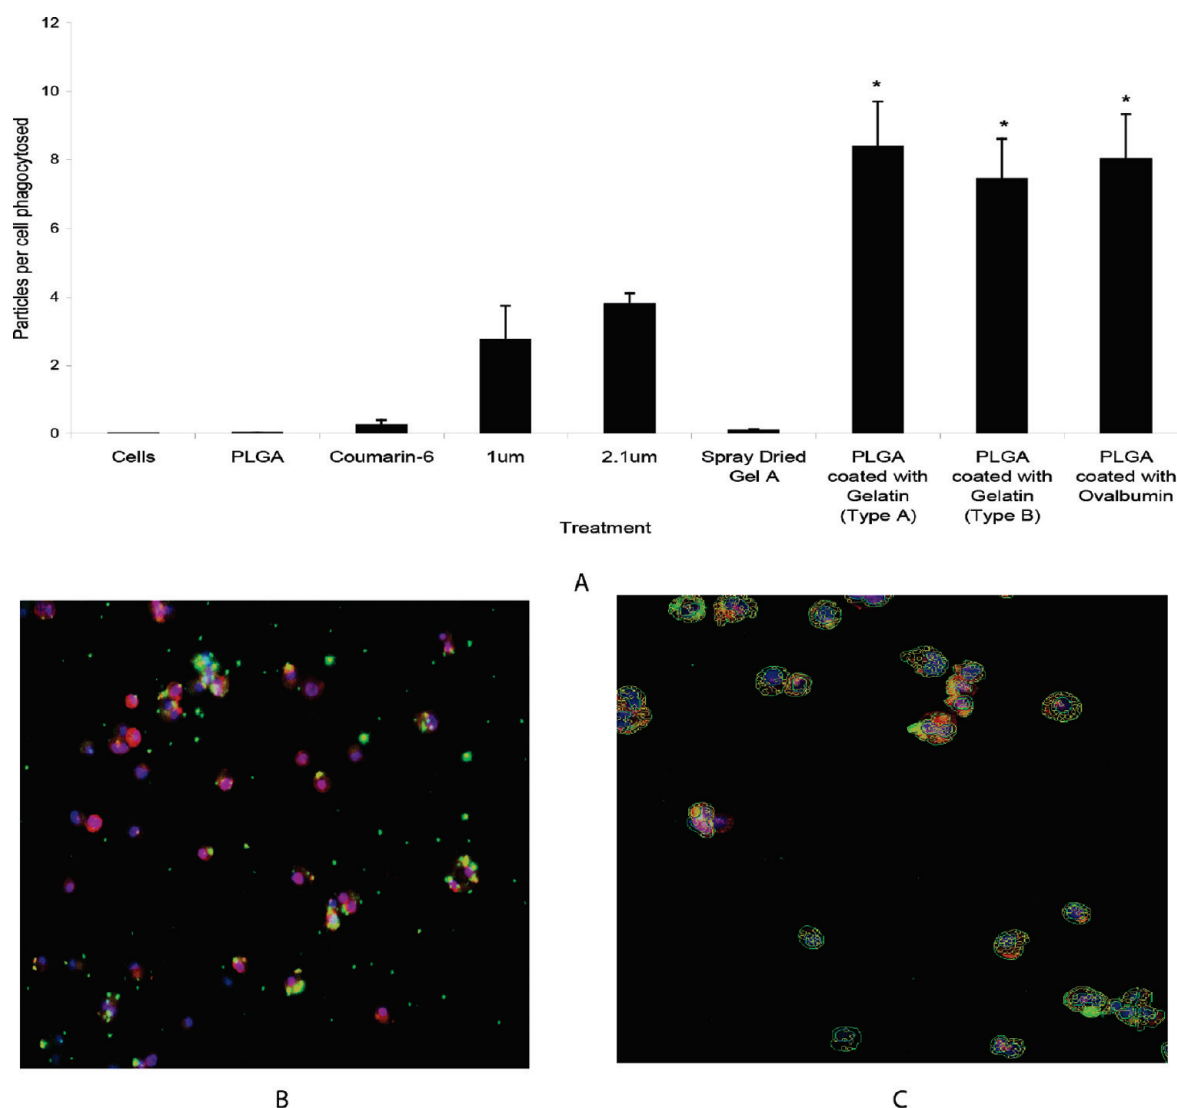 12
10
8
6
4
2
0
Particles per cell phagocytosed
*
*
*
Cells
PLGA
Coumarin-6
1um
2.1um
Spray Dried
Gel A
PLGA
coated with
Gelatin
(Type A)
PLGA
coated with
Gelatin
(Type B)
PLGA
coated with
Ovalbumin
Treatment
A
B
C